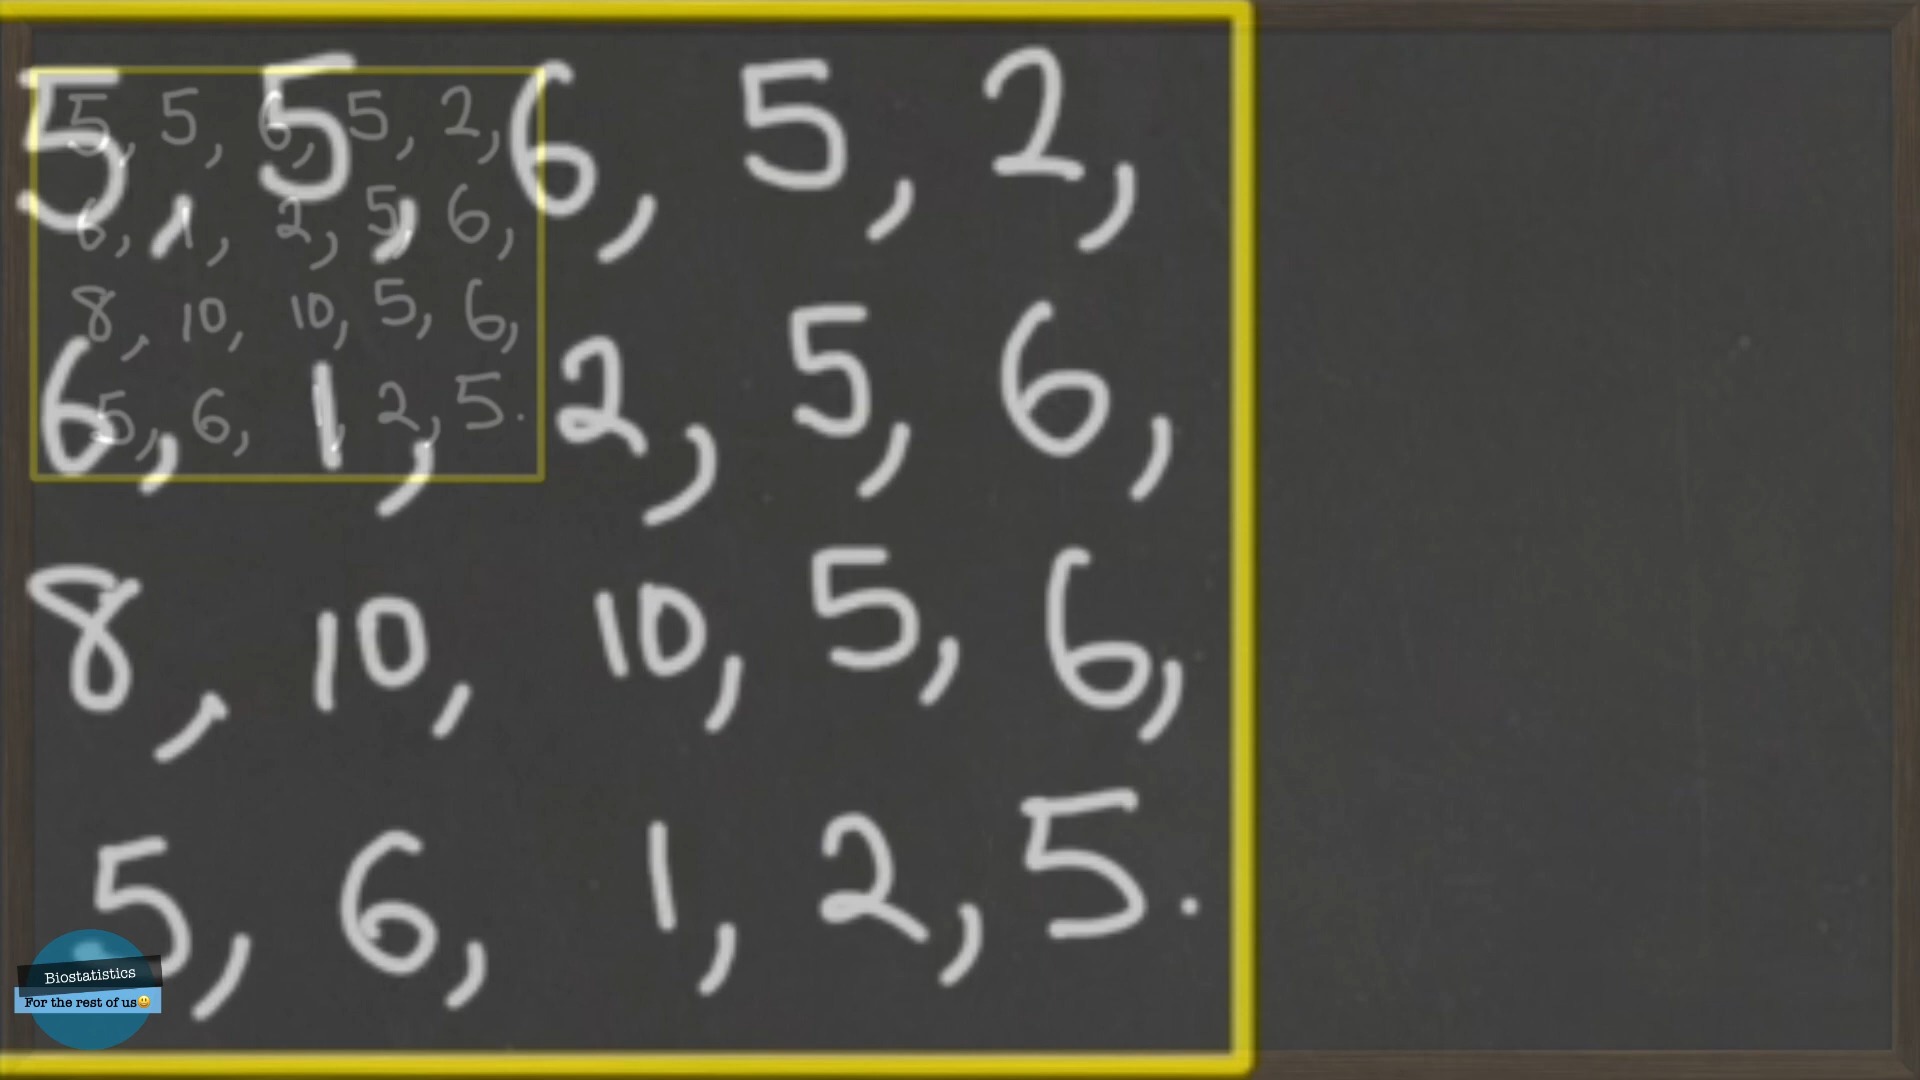 5, 5, 6, 5, 2,
6, 1, 2, 5, 6,
8, 10, 10, 5, 6,
5, 6, 1, 2, 5.
5, 5, 6, 5, 2,
6, 1, 2, 5, 6,
8, 10, 10, 5, 6,
5, 6, 1, 2, 5.
Biostatistics
For the rest of us😃